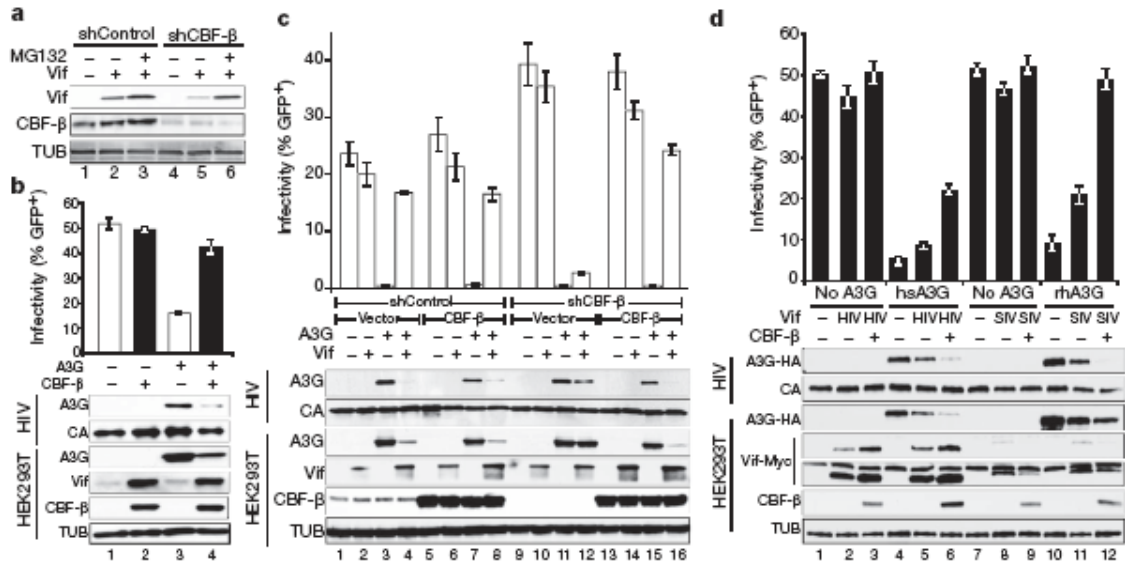 a
shControl shCBF-β
MG132 – – + – – +
Vif – + + – + +
Vif
CBF-β
TUB
1 2 3 4 5 6
b
Infectivity (% GFP+)
60
50
40
30
20
10
0
A3G – – + +
CBF-β – + – +
HIV
A3G
CA
HEK293T
A3G
Vif
CBF-β
TUB
1 2 3 4
c
Infectivity (% GFP+)
40
30
20
10
0
shControl shCBF-β
Vector CBF-β Vector CBF-β
A3G – – + + – – + + – – + + – – + +
Vif – + – + – + – + – + – + – + – +
HIV
A3G
CA
HEK293T
A3G
Vif
CBF-β
TUB
1 2 3 4 5 6 7 8 9 10 11 12 13 14 15 16
d
Infectivity (% GFP+)
60
50
40
30
20
10
0
No A3G hsA3G No A3G rhA3G
Vif – HIV HIV – HIV HIV – SIV SIV – SIV SIV
CBF-β – – + – – + – – + – – +
HIV
A3G-HA
CA
HEK293T
A3G-HA
Vif-Myc
CBF-β
TUB
1 2 3 4 5 6 7 8 9 10 11 12